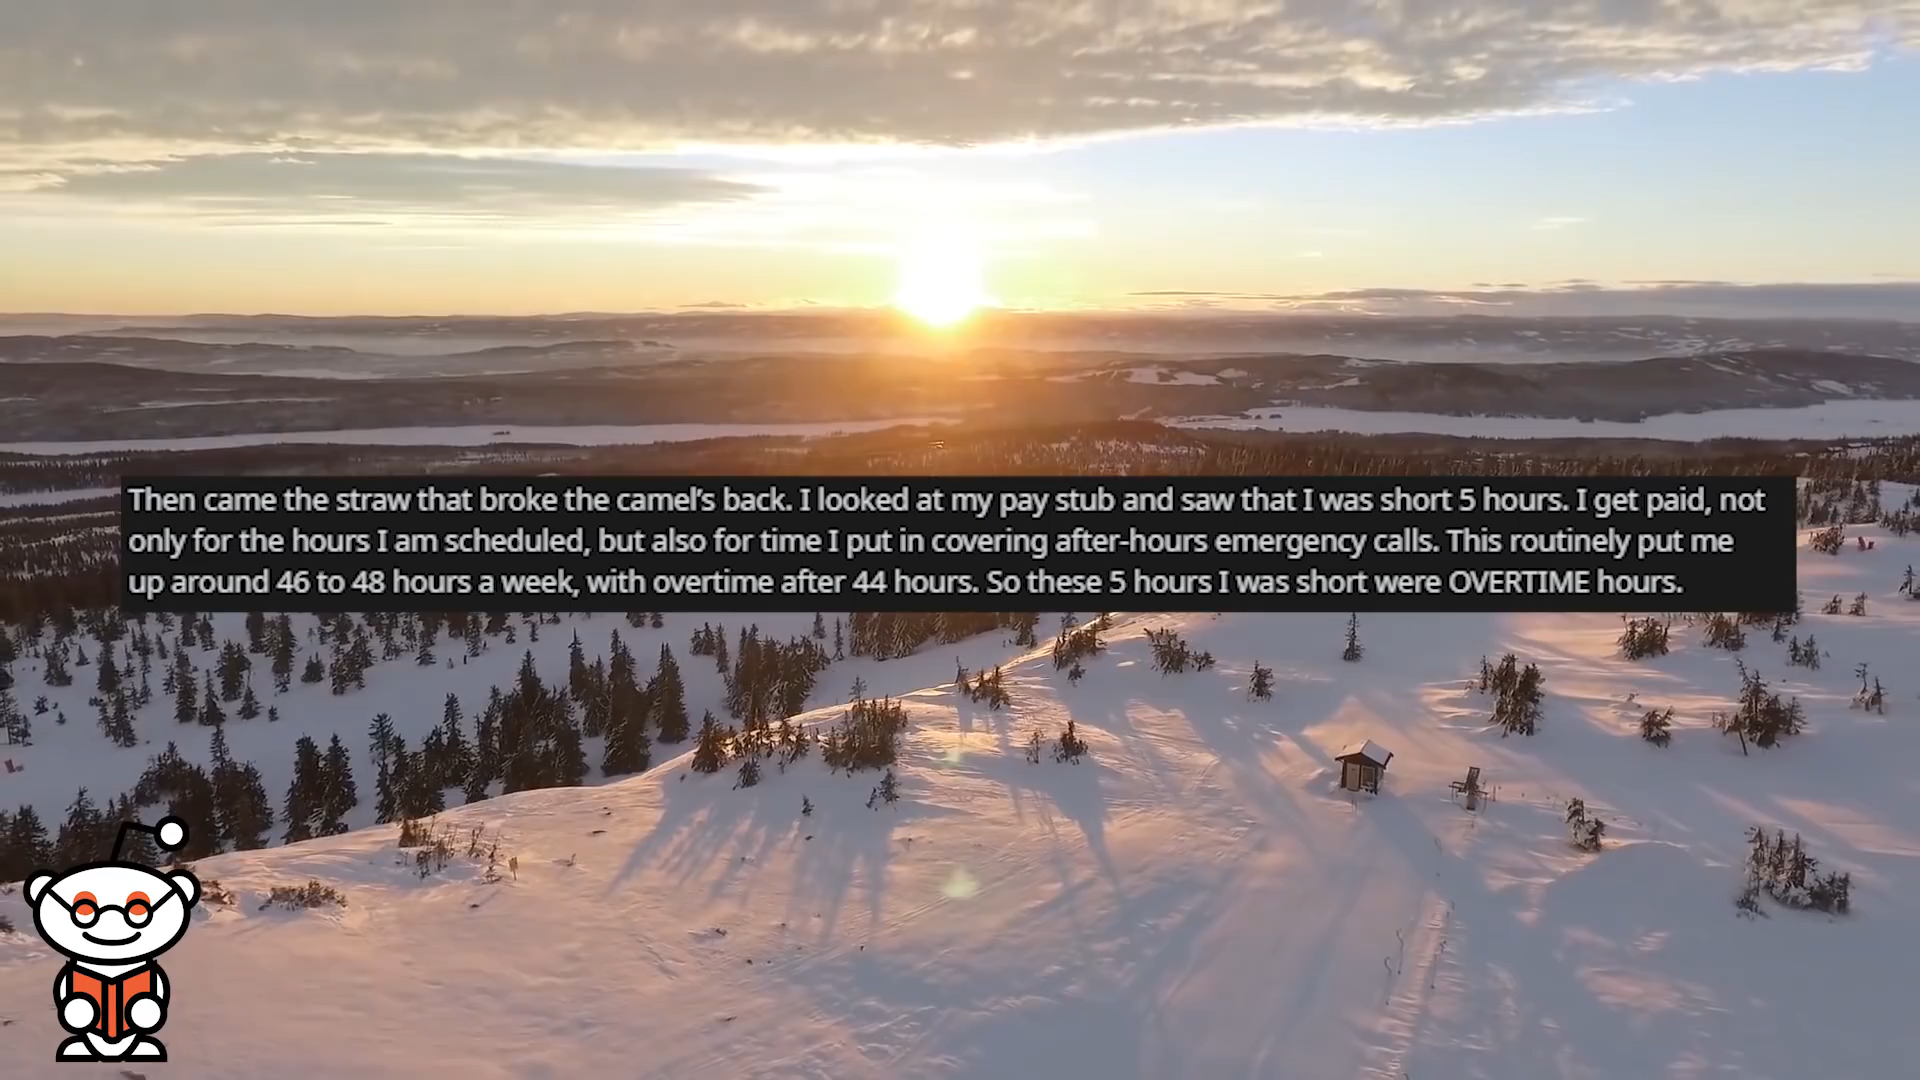 Then came the straw that broke the camel's back. I looked at my pay stub and saw that I was short 5 hours. I get paid, not
only for the hours I am scheduled, but also for time I put in covering after-hours emergency calls. This routinely put me
up around 46 to 48 hours a week, with overtime after 44 hours. So these 5 hours I was short were OVERTIME hours.